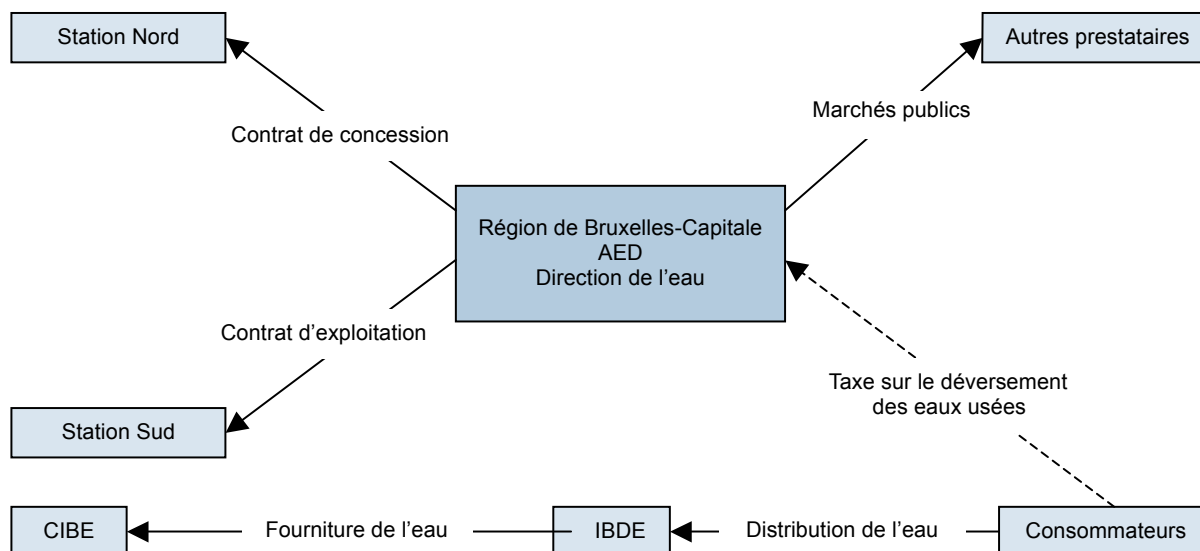 Station Nord
Autres prestataires
Marchés publics
Contrat de concession
Région de Bruxelles-Capitale
AED
Direction de l’eau
Contrat d’exploitation
Taxe sur le déversement
des eaux usées
Station Sud
CIBE
Fourniture de l’eau
IBDE
Distribution de l’eau
Consommateurs